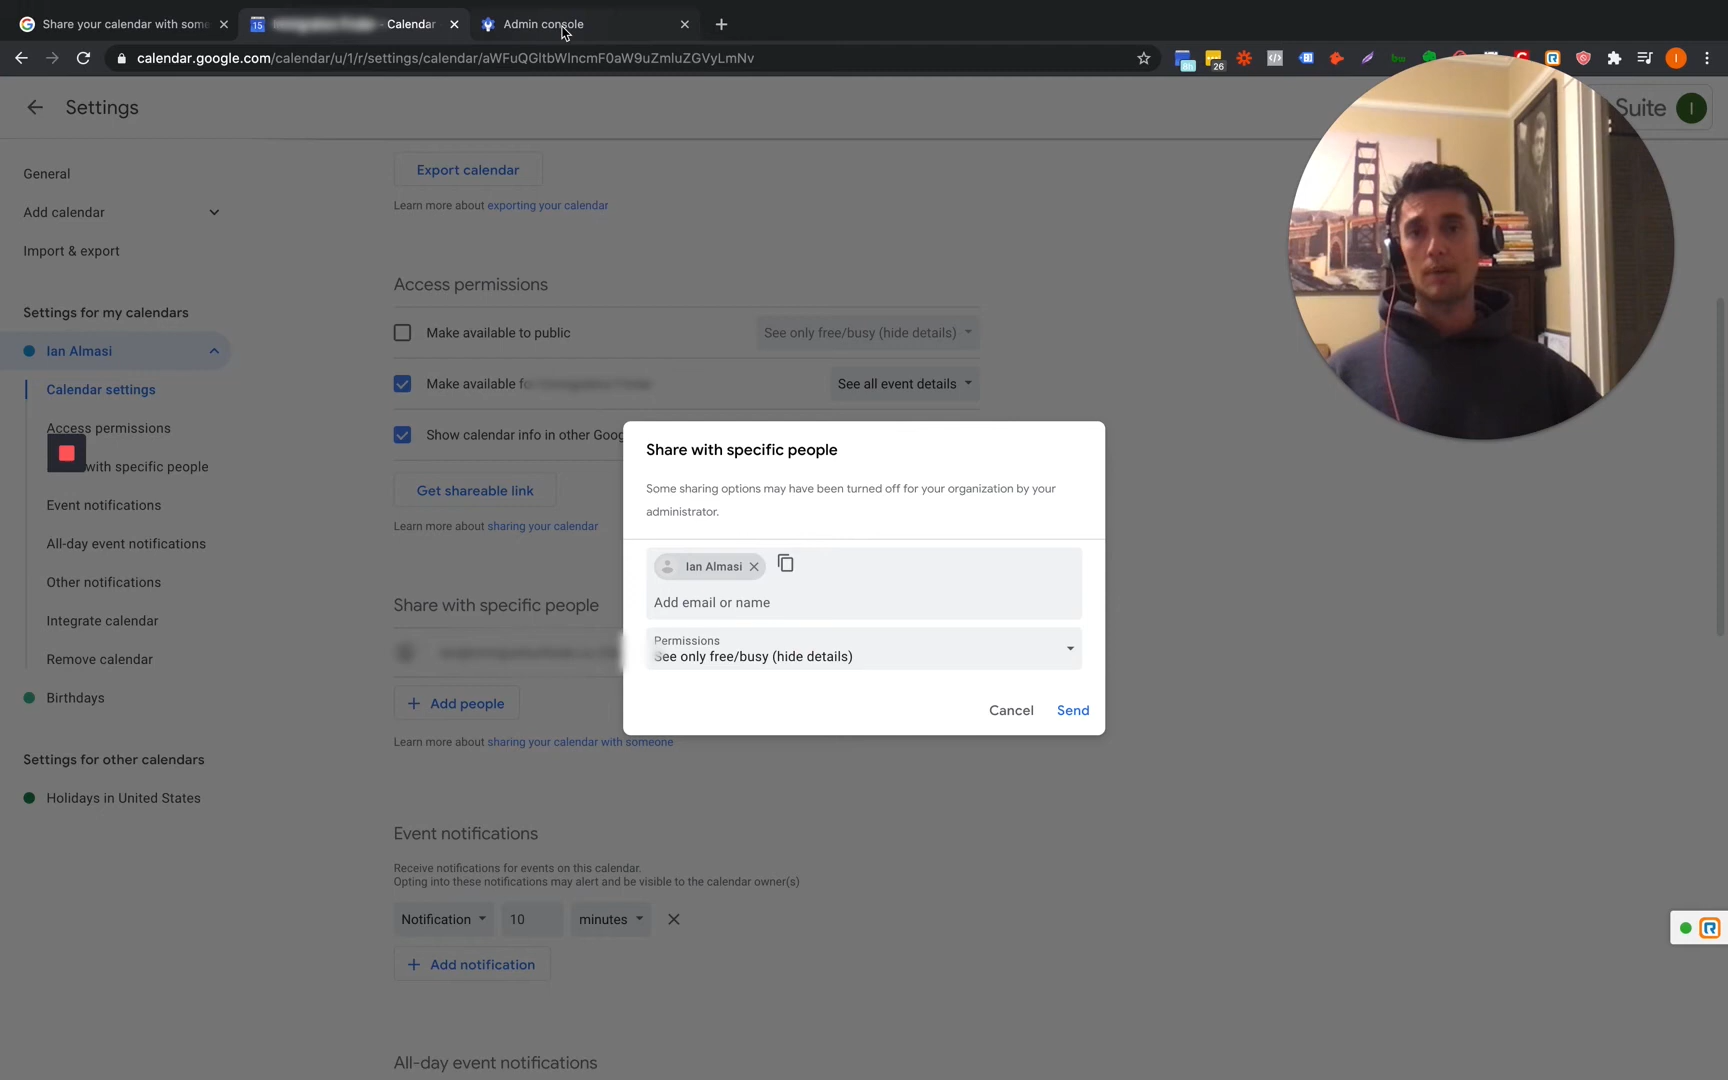 Share your calendar with some
Calendar
Admin console
calendar.google.com/calendar/u/1/r/settings/calendar/aWFuQGltbWlncmF0aW9uZmluZGVyLmNv
26
Settings
Suite
I
General
Add calendar
Import & export
Settings for my calendars
Ian Almasi
Calendar settings
Access permissions
with specific people
Event notifications
All-day event notifications
Other notifications
Integrate calendar
Remove calendar
Birthdays
Settings for other calendars
Holidays in United States
Export calendar
Learn more about exporting your calendar
Access permissions
Make available to public
See only free/busy (hide details)
Make available
See all event details
Show calendar info in other Goog
Get shareable link
Learn more about sharing your calendar
Share with specific people
+ Add people
Learn more about sharing your calendar with someone
Event notifications
Receive notifications for events on this calendar.
Opting into these notifications may alert and be visible to the calendar owner(s)
Notification
10
minutes
+ Add notification
All-day event notifications
Share with specific people
Some sharing options may have been turned off for your organization by your
administrator.
Ian Almasi
Add email or name
Permissions
See only free/busy (hide details)
Cancel
Send